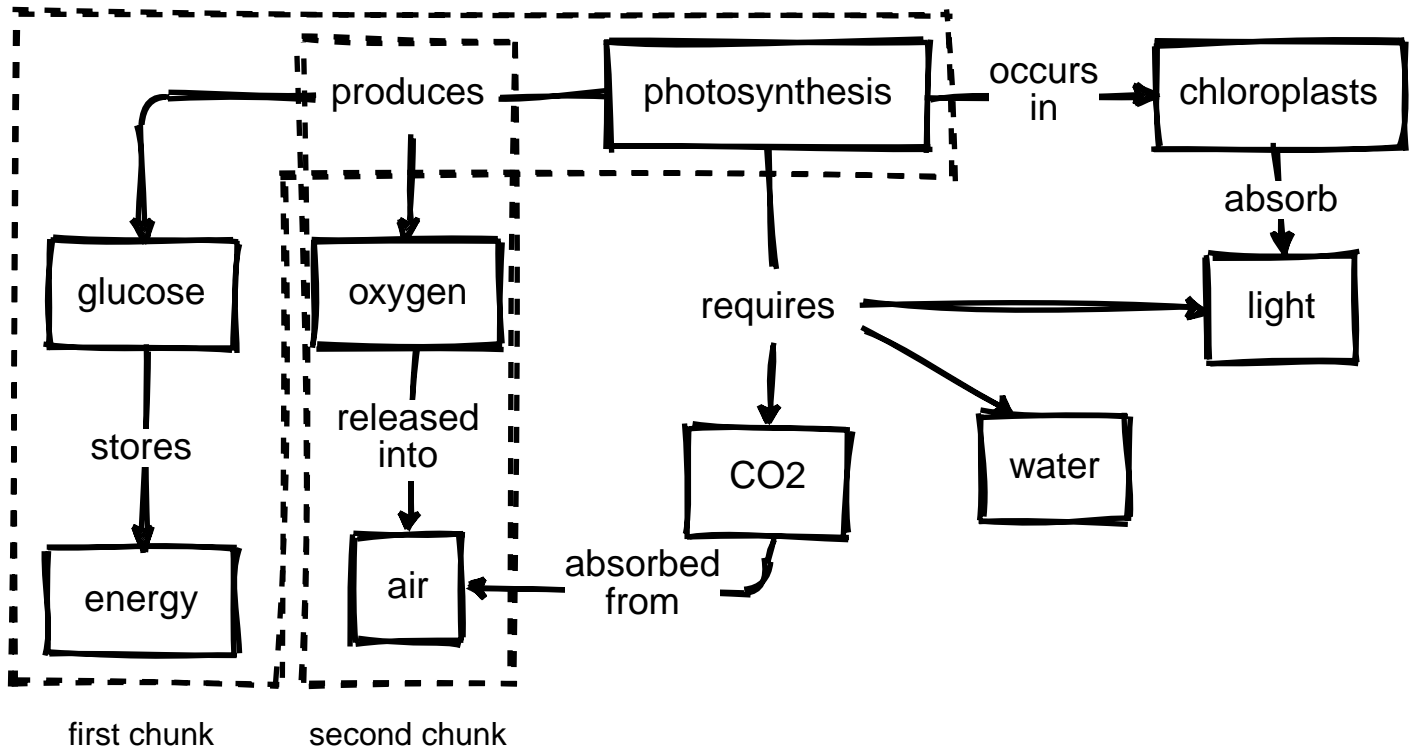 produces
photosynthesis
occurs
in
chloroplasts
absorb
glucose
oxygen
requires
light
stores
released
into
CO2
water
energy
air
absorbed
from
first chunk
second chunk